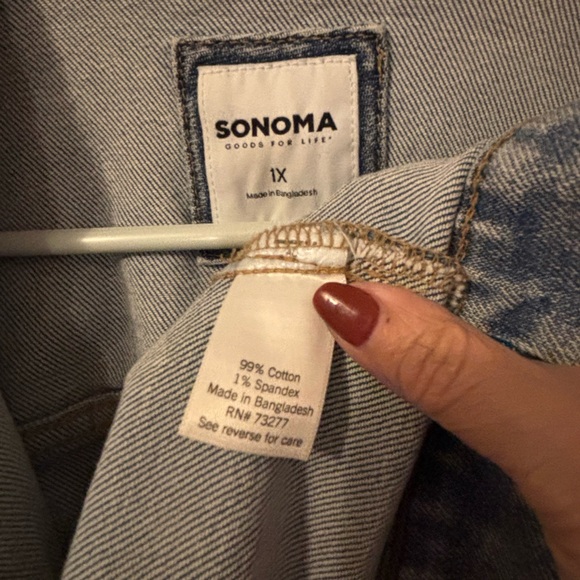 SONOMA
GOODS FOR LIFE®
1X
Made in Bangladesh
99% Cotton
1% Spandex
Made in Bangladesh
RN# 73277
See reverse for care